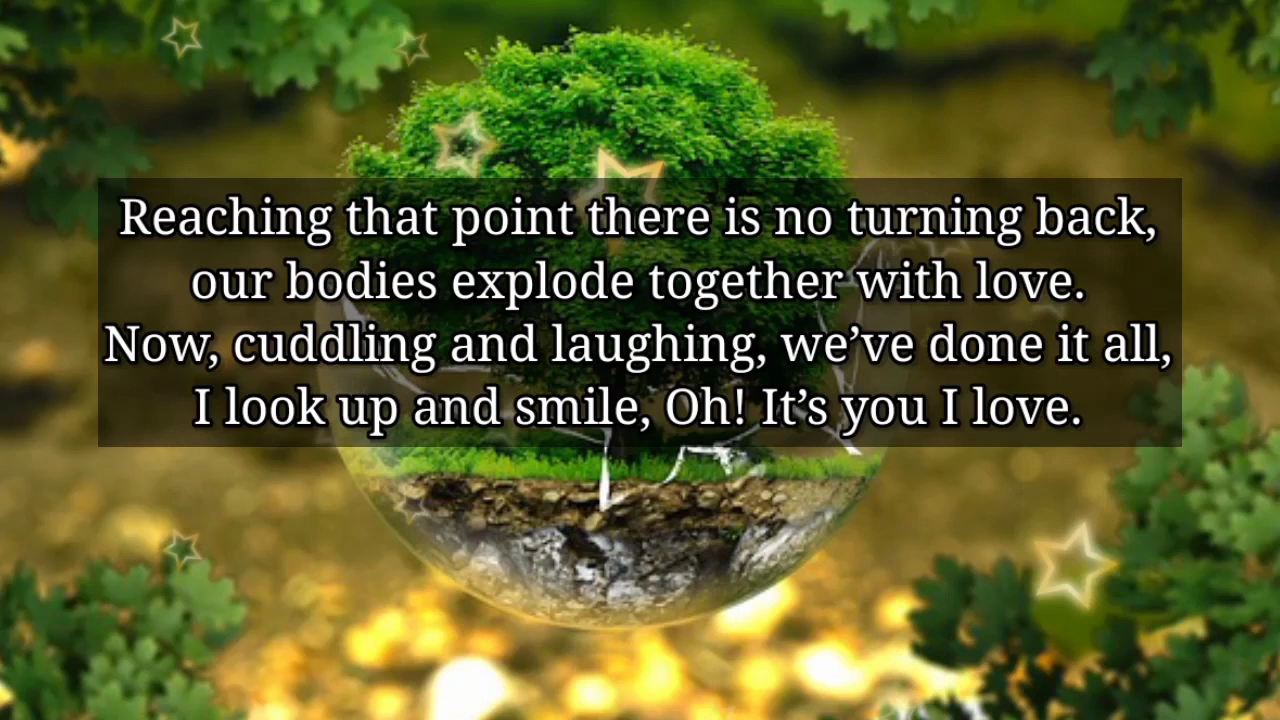 Reaching that point there is no turning back,
our bodies explode together with love.
Now, cuddling and laughing, we’ve done it all,
I look up and smile, Oh! It’s you I love.